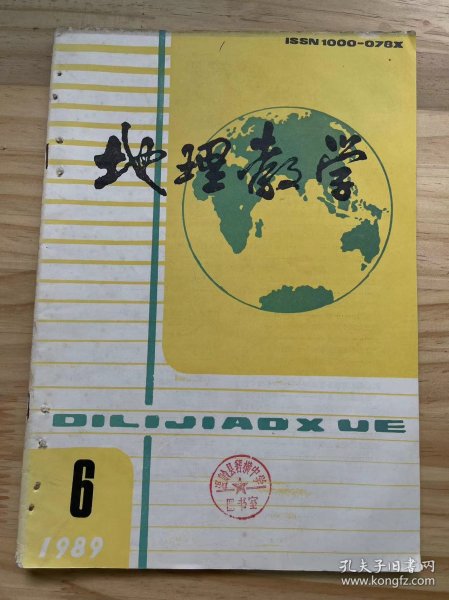 ISSN 1000-078X
地理教学
DILIJIAOXUE
6
1989
图书室
孔夫子旧书网
www.kongfz.com